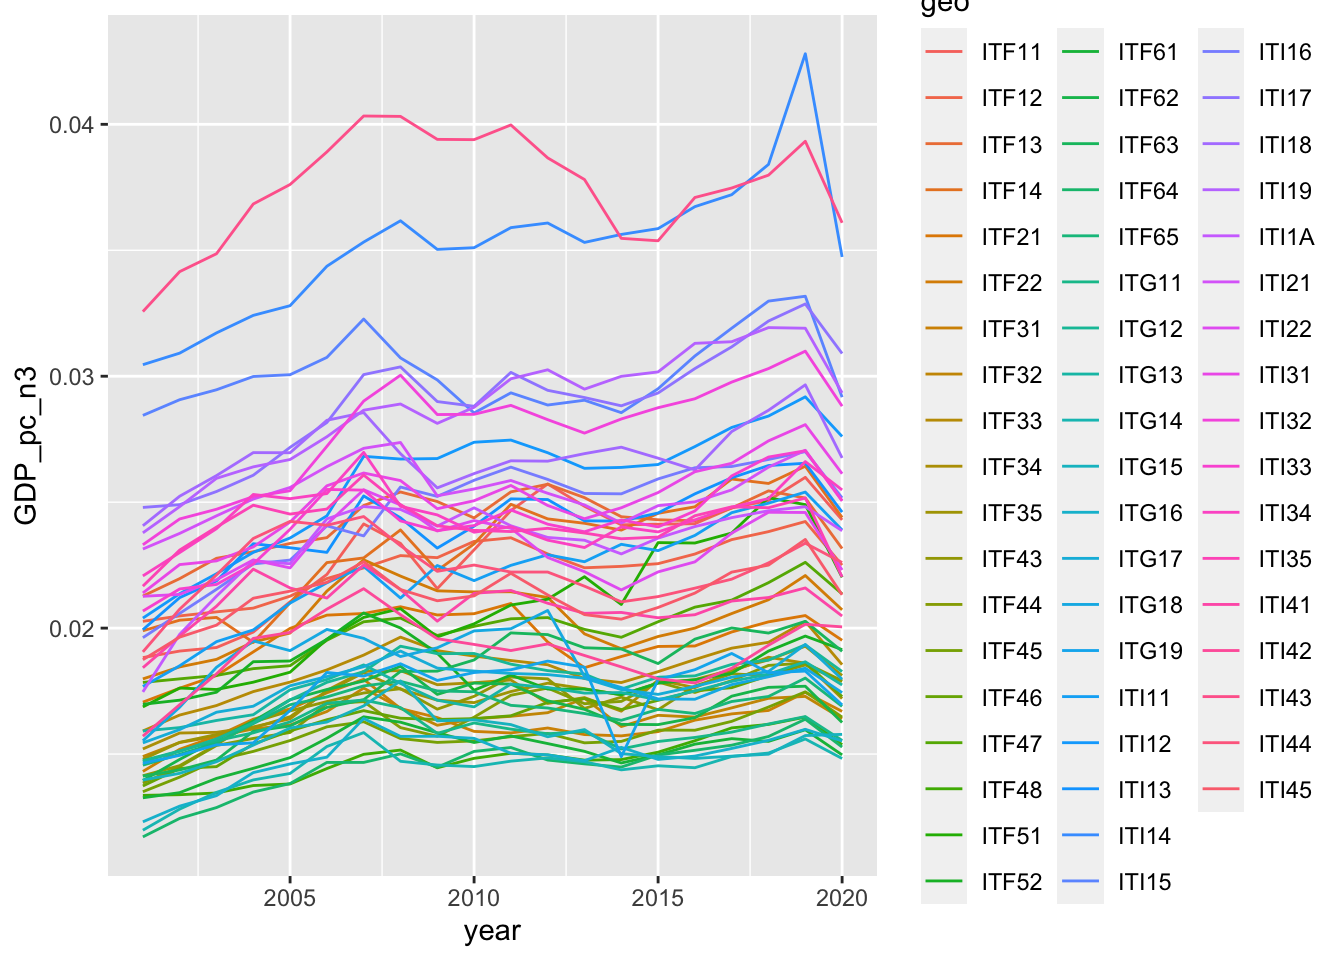 geo
0.04
0.03
0.02
GDP_pc_n3
2005 2010 2015 2020
year
ITF11 ITF61 ITI16
ITF12 ITF62 ITI17
ITF13 ITF63 ITI18
ITF14 ITF64 ITI19
ITF21 ITF65 ITI1A
ITF22 ITG11 ITI21
ITF31 ITG12 ITI22
ITF32 ITG13 ITI31
ITF33 ITG14 ITI32
ITF34 ITG15 ITI33
ITF35 ITG16 ITI34
ITF43 ITG17 ITI35
ITF44 ITG18 ITI41
ITF45 ITG19 ITI42
ITF46 ITI11 ITI43
ITF47 ITI12 ITI44
ITF48 ITI13 ITI45
ITF51 ITI14
ITF52 ITI15